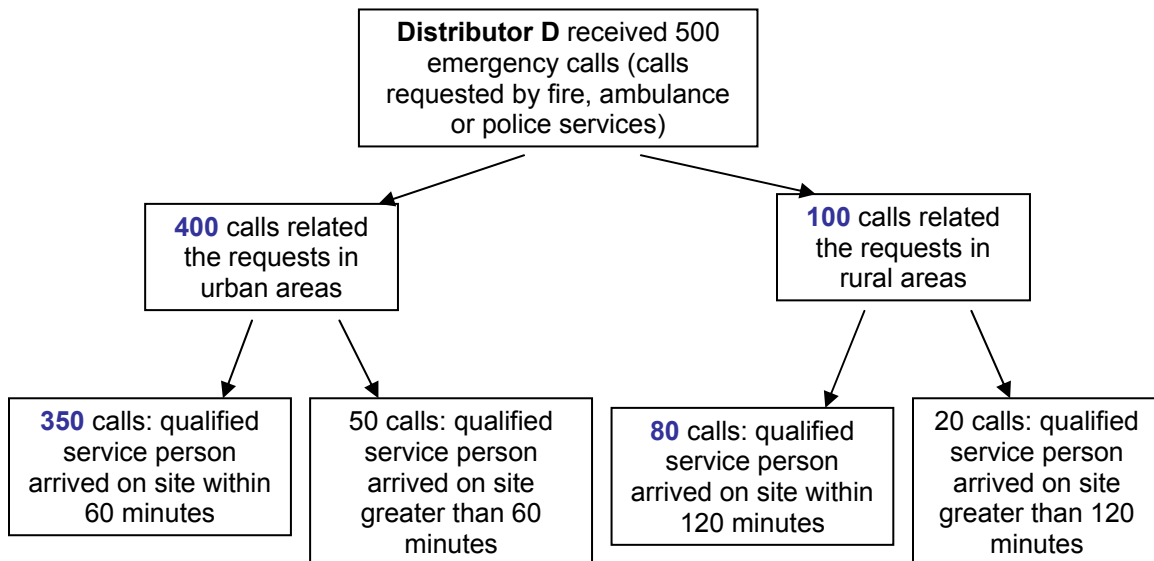 Distributor D received 500
emergency calls (calls
requested by fire, ambulance
or police services)
400 calls related
the requests in
urban areas
100 calls related
the requests in
rural areas
350 calls: qualified
service person
arrived on site within
60 minutes
50 calls: qualified
service person
arrived on site
greater than 60
minutes
80 calls: qualified
service person
arrived on site within
120 minutes
20 calls: qualified
service person
arrived on site
greater than 120
minutes